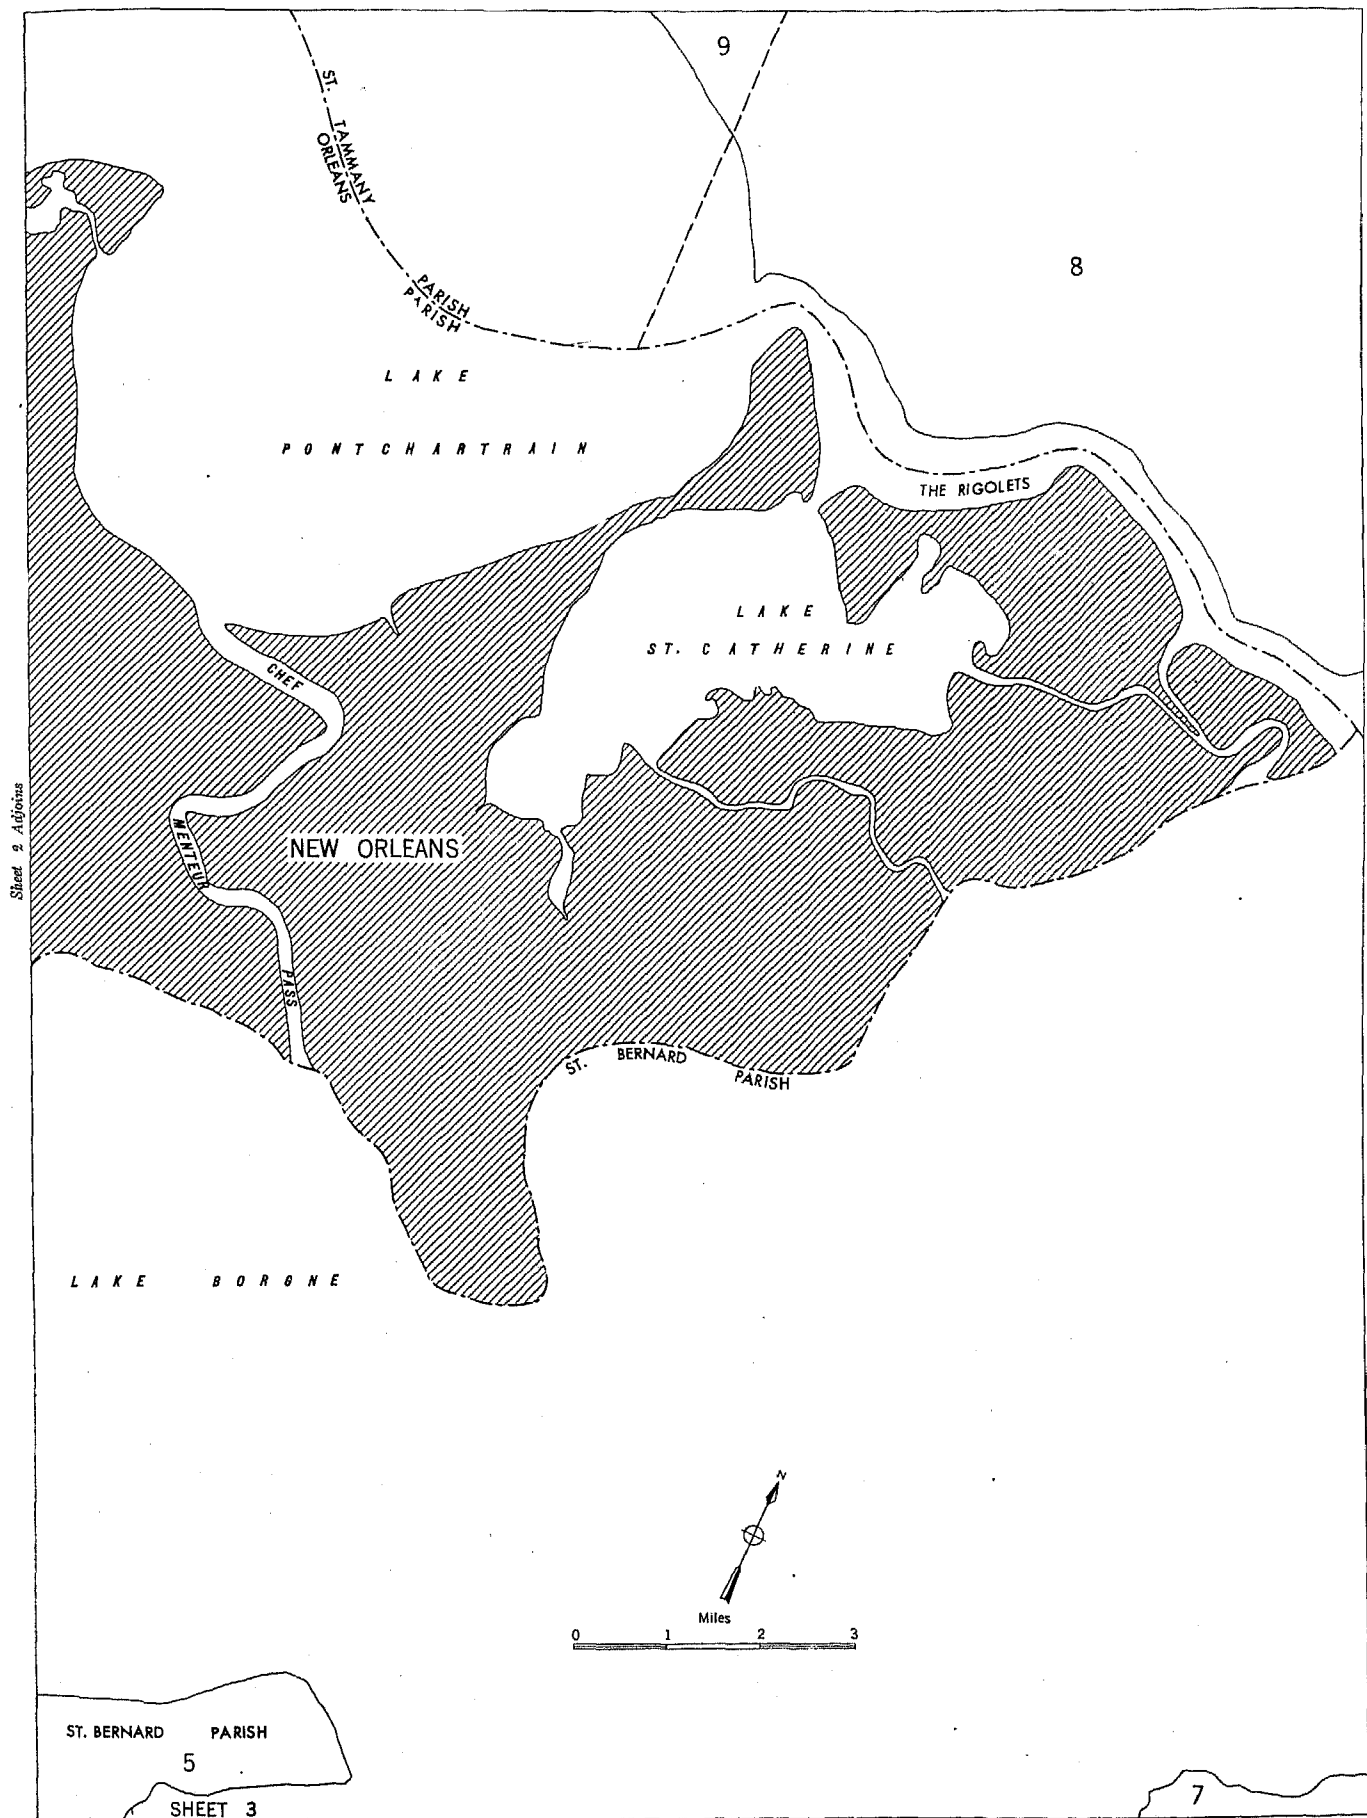 9
ST. TAMMANY PARISH
ORLEANS PARISH
8
LAKE
PONTCHARTRAIN
THE RIGOLETS
LAKE
ST. CATHERINE
CHEF
MENTEUR
PASS
NEW ORLEANS
Sheet 2 Adjoins
ST. BERNARD PARISH
LAKE BORGNE
N
Miles
0 1 2 3
ST. BERNARD PARISH
5
SHEET 3
7